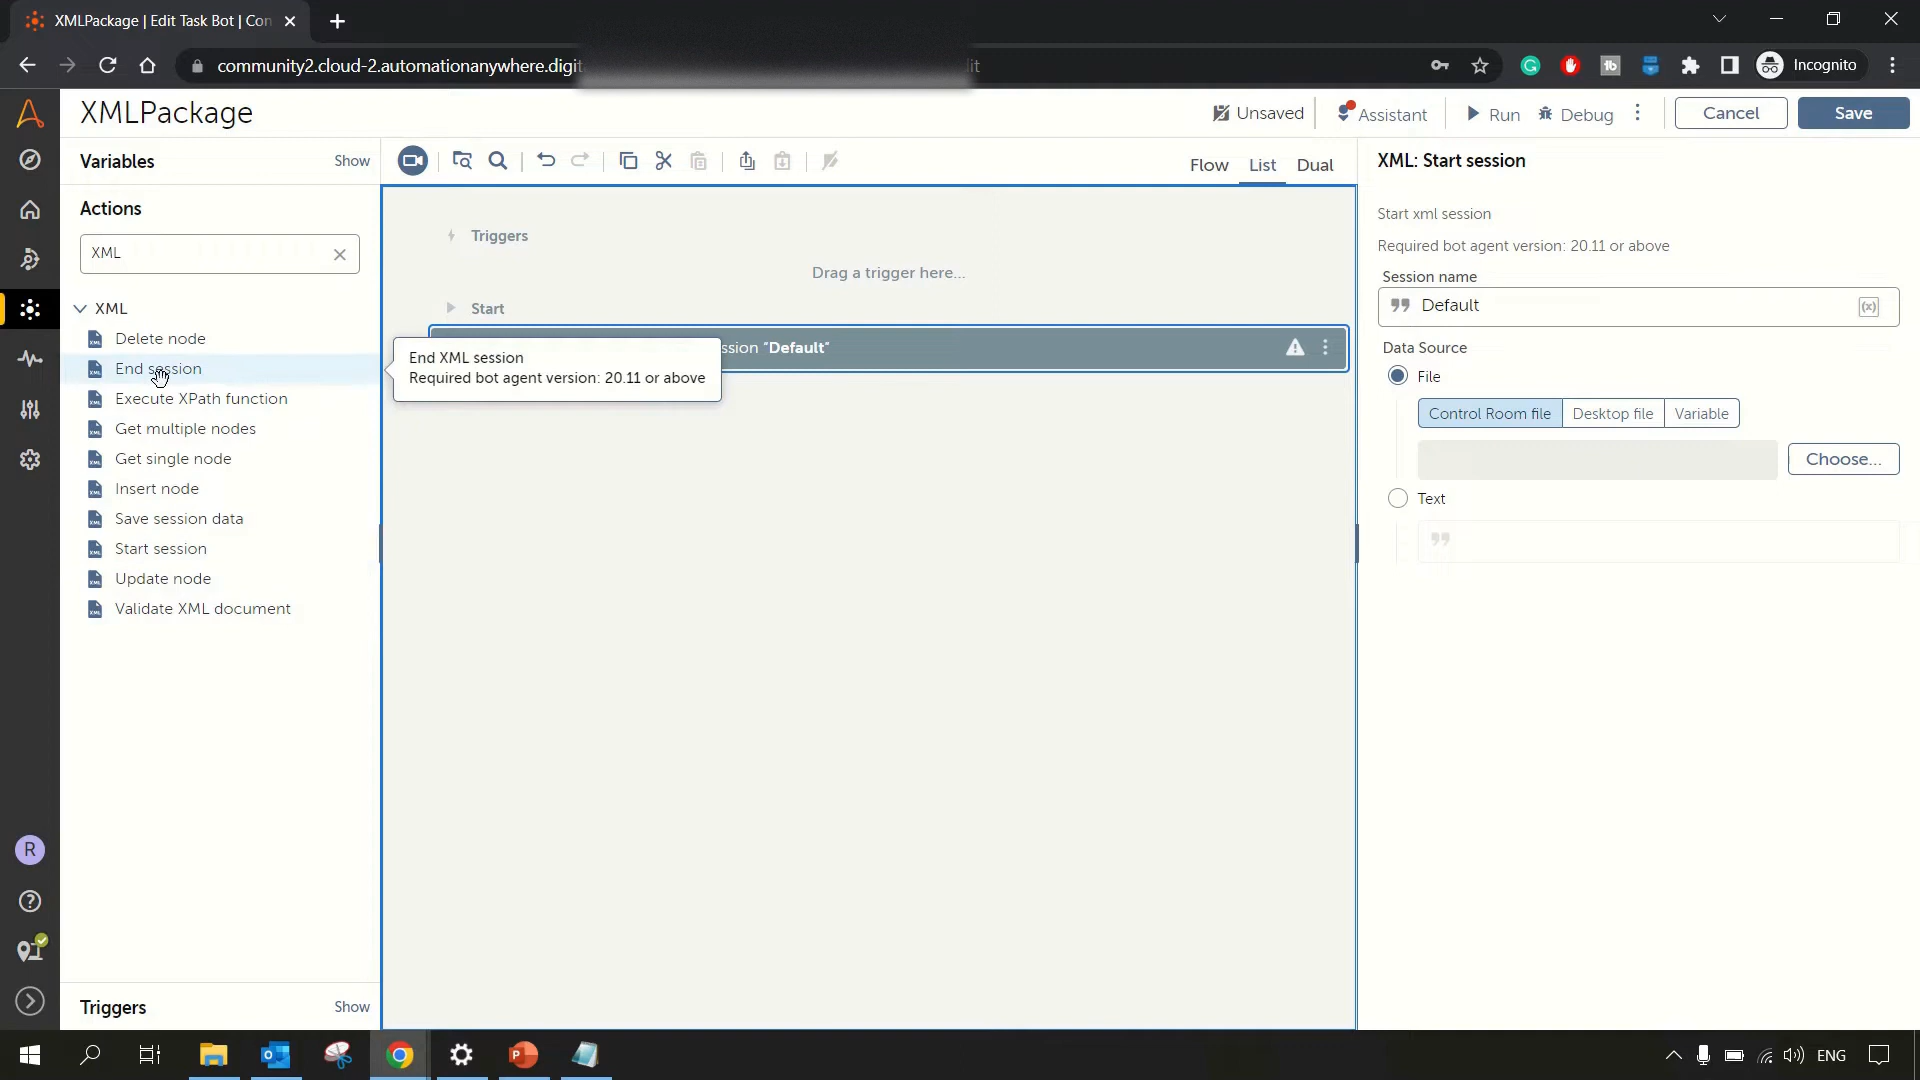 XMLPackage | Edit Task Bot | Con
community2.cloud-2.automationanywhere.digit
it
Incognito
XMLPackage
Unsaved
Assistant
Run
Debug
Cancel
Save
Variables
Show
Flow
List
Dual
XML: Start session
Actions
XML
Start xml session
Required bot agent version: 20.11 or above
Triggers
Drag a trigger here...
Session name
Default
(x)
XML
Start
Delete node
End session
Execute XPath function
Get multiple nodes
Get single node
Insert node
Save session data
Start session
Update node
Validate XML document
ssion "Default"
End XML session
Required bot agent version: 20.11 or above
Data Source
File
Control Room file
Desktop file
Variable
Choose...
Text
R
Triggers
Show
ENG